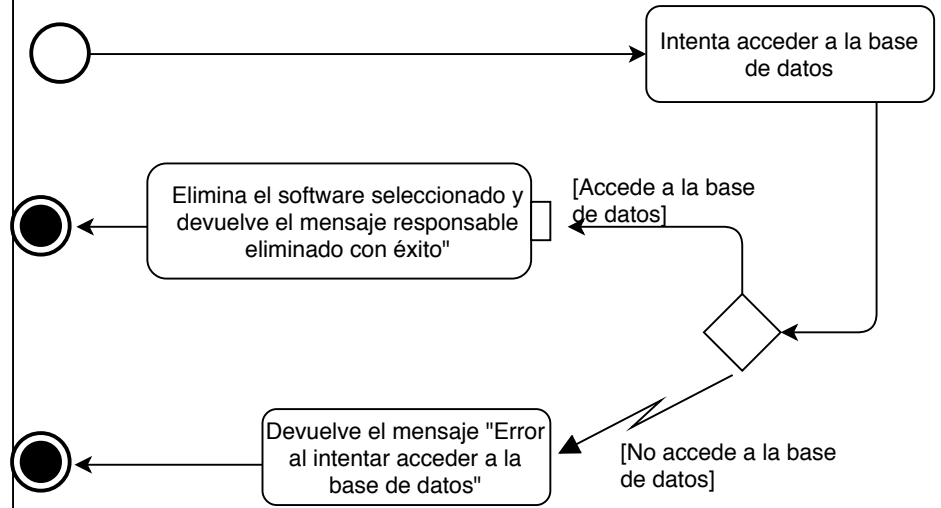 Intenta acceder a la base
de datos
Elimina el software seleccionado y
devuelve el mensaje responsable
eliminado con éxito"
[Accede a la base
de datos]
Devuelve el mensaje "Error
al intentar acceder a la
base de datos"
[No accede a la base
de datos]